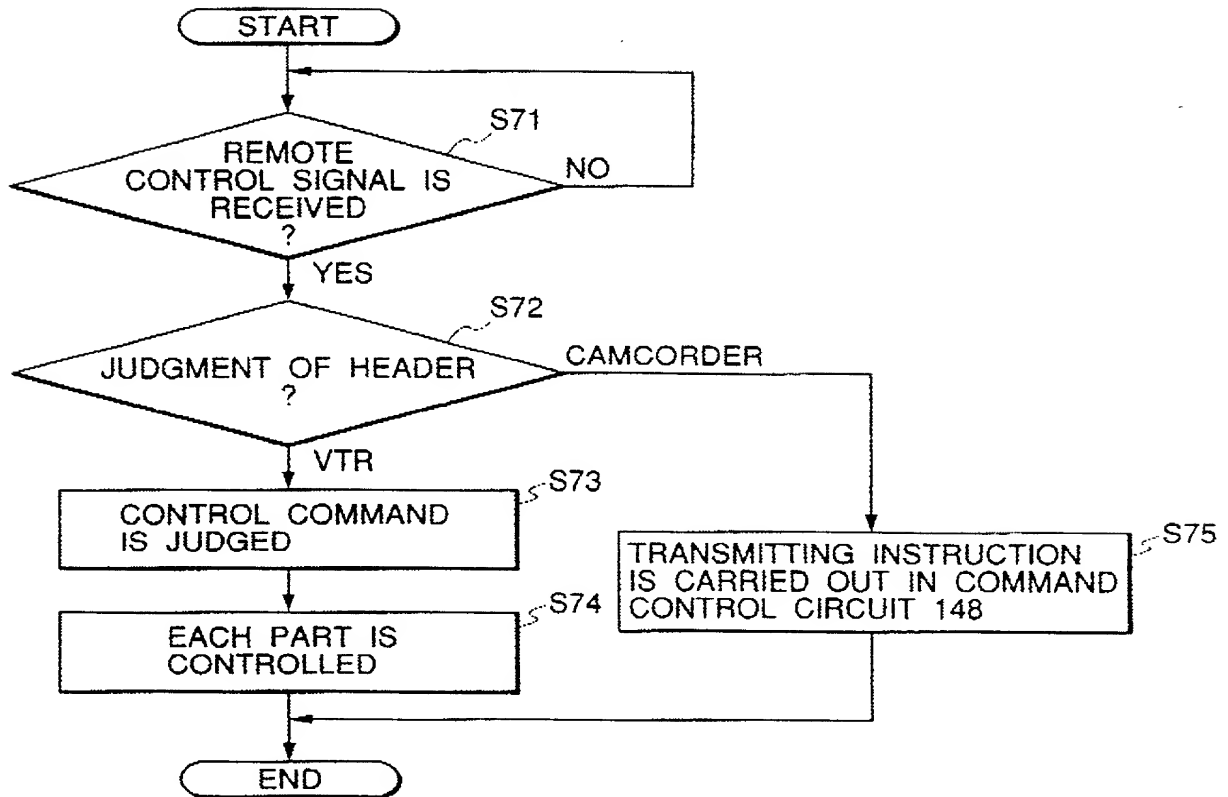 START
S71
REMOTE
CONTROL SIGNAL IS
RECEIVED
?
NO
YES
S72
JUDGMENT OF HEADER
?
CAMCORDER
VTR
S73
CONTROL COMMAND
IS JUDGED
S74
EACH PART IS
CONTROLLED
S75
TRANSMITTING INSTRUCTION
IS CARRIED OUT IN COMMAND
CONTROL CIRCUIT 148
END